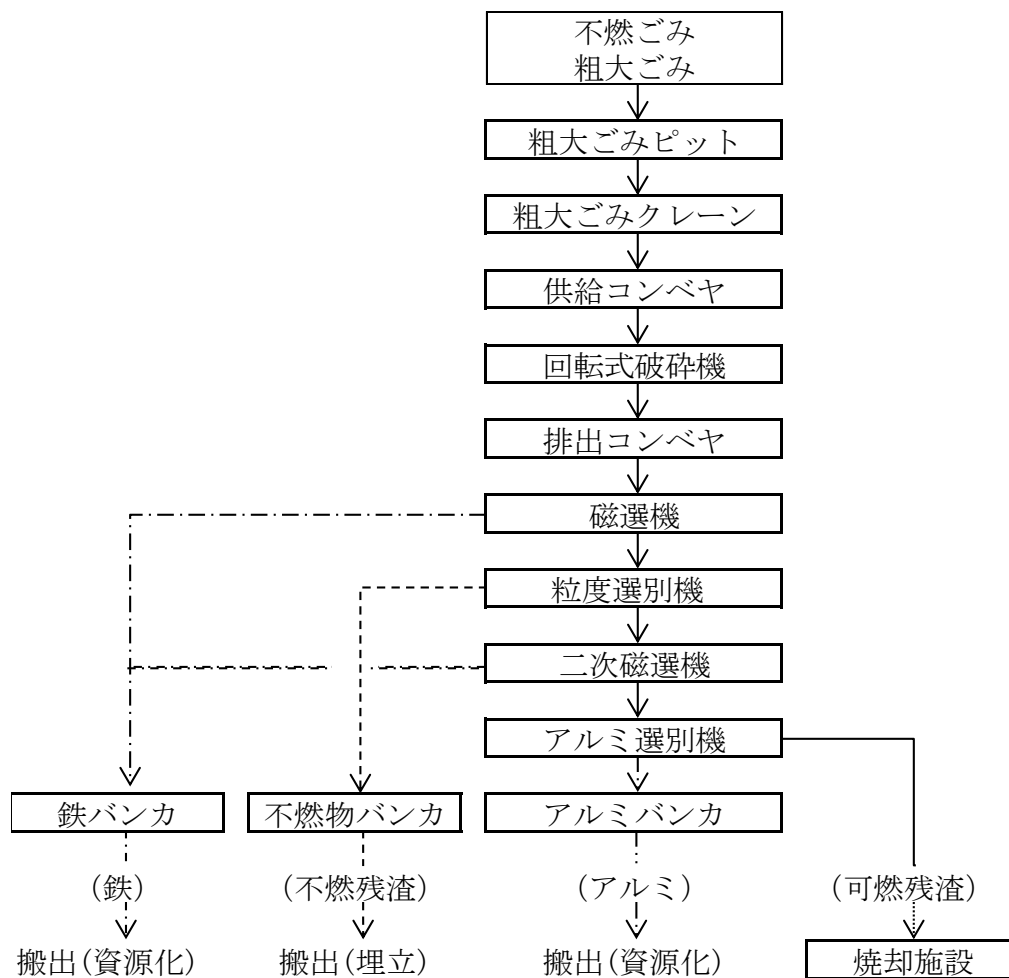 不燃ごみ
粗大ごみ
粗大ごみピット
粗大ごみクレーン
供給コンベヤ
回転式破砕機
排出コンベヤ
磁選機
粒度選別機
二次磁選機
アルミ選別機
鉄バンカ
不燃物バンカ
アルミバンカ
(鉄)
(不燃残渣)
(アルミ)
(可燃残渣)
搬出(資源化)
搬出(埋立)
搬出(資源化)
焼却施設